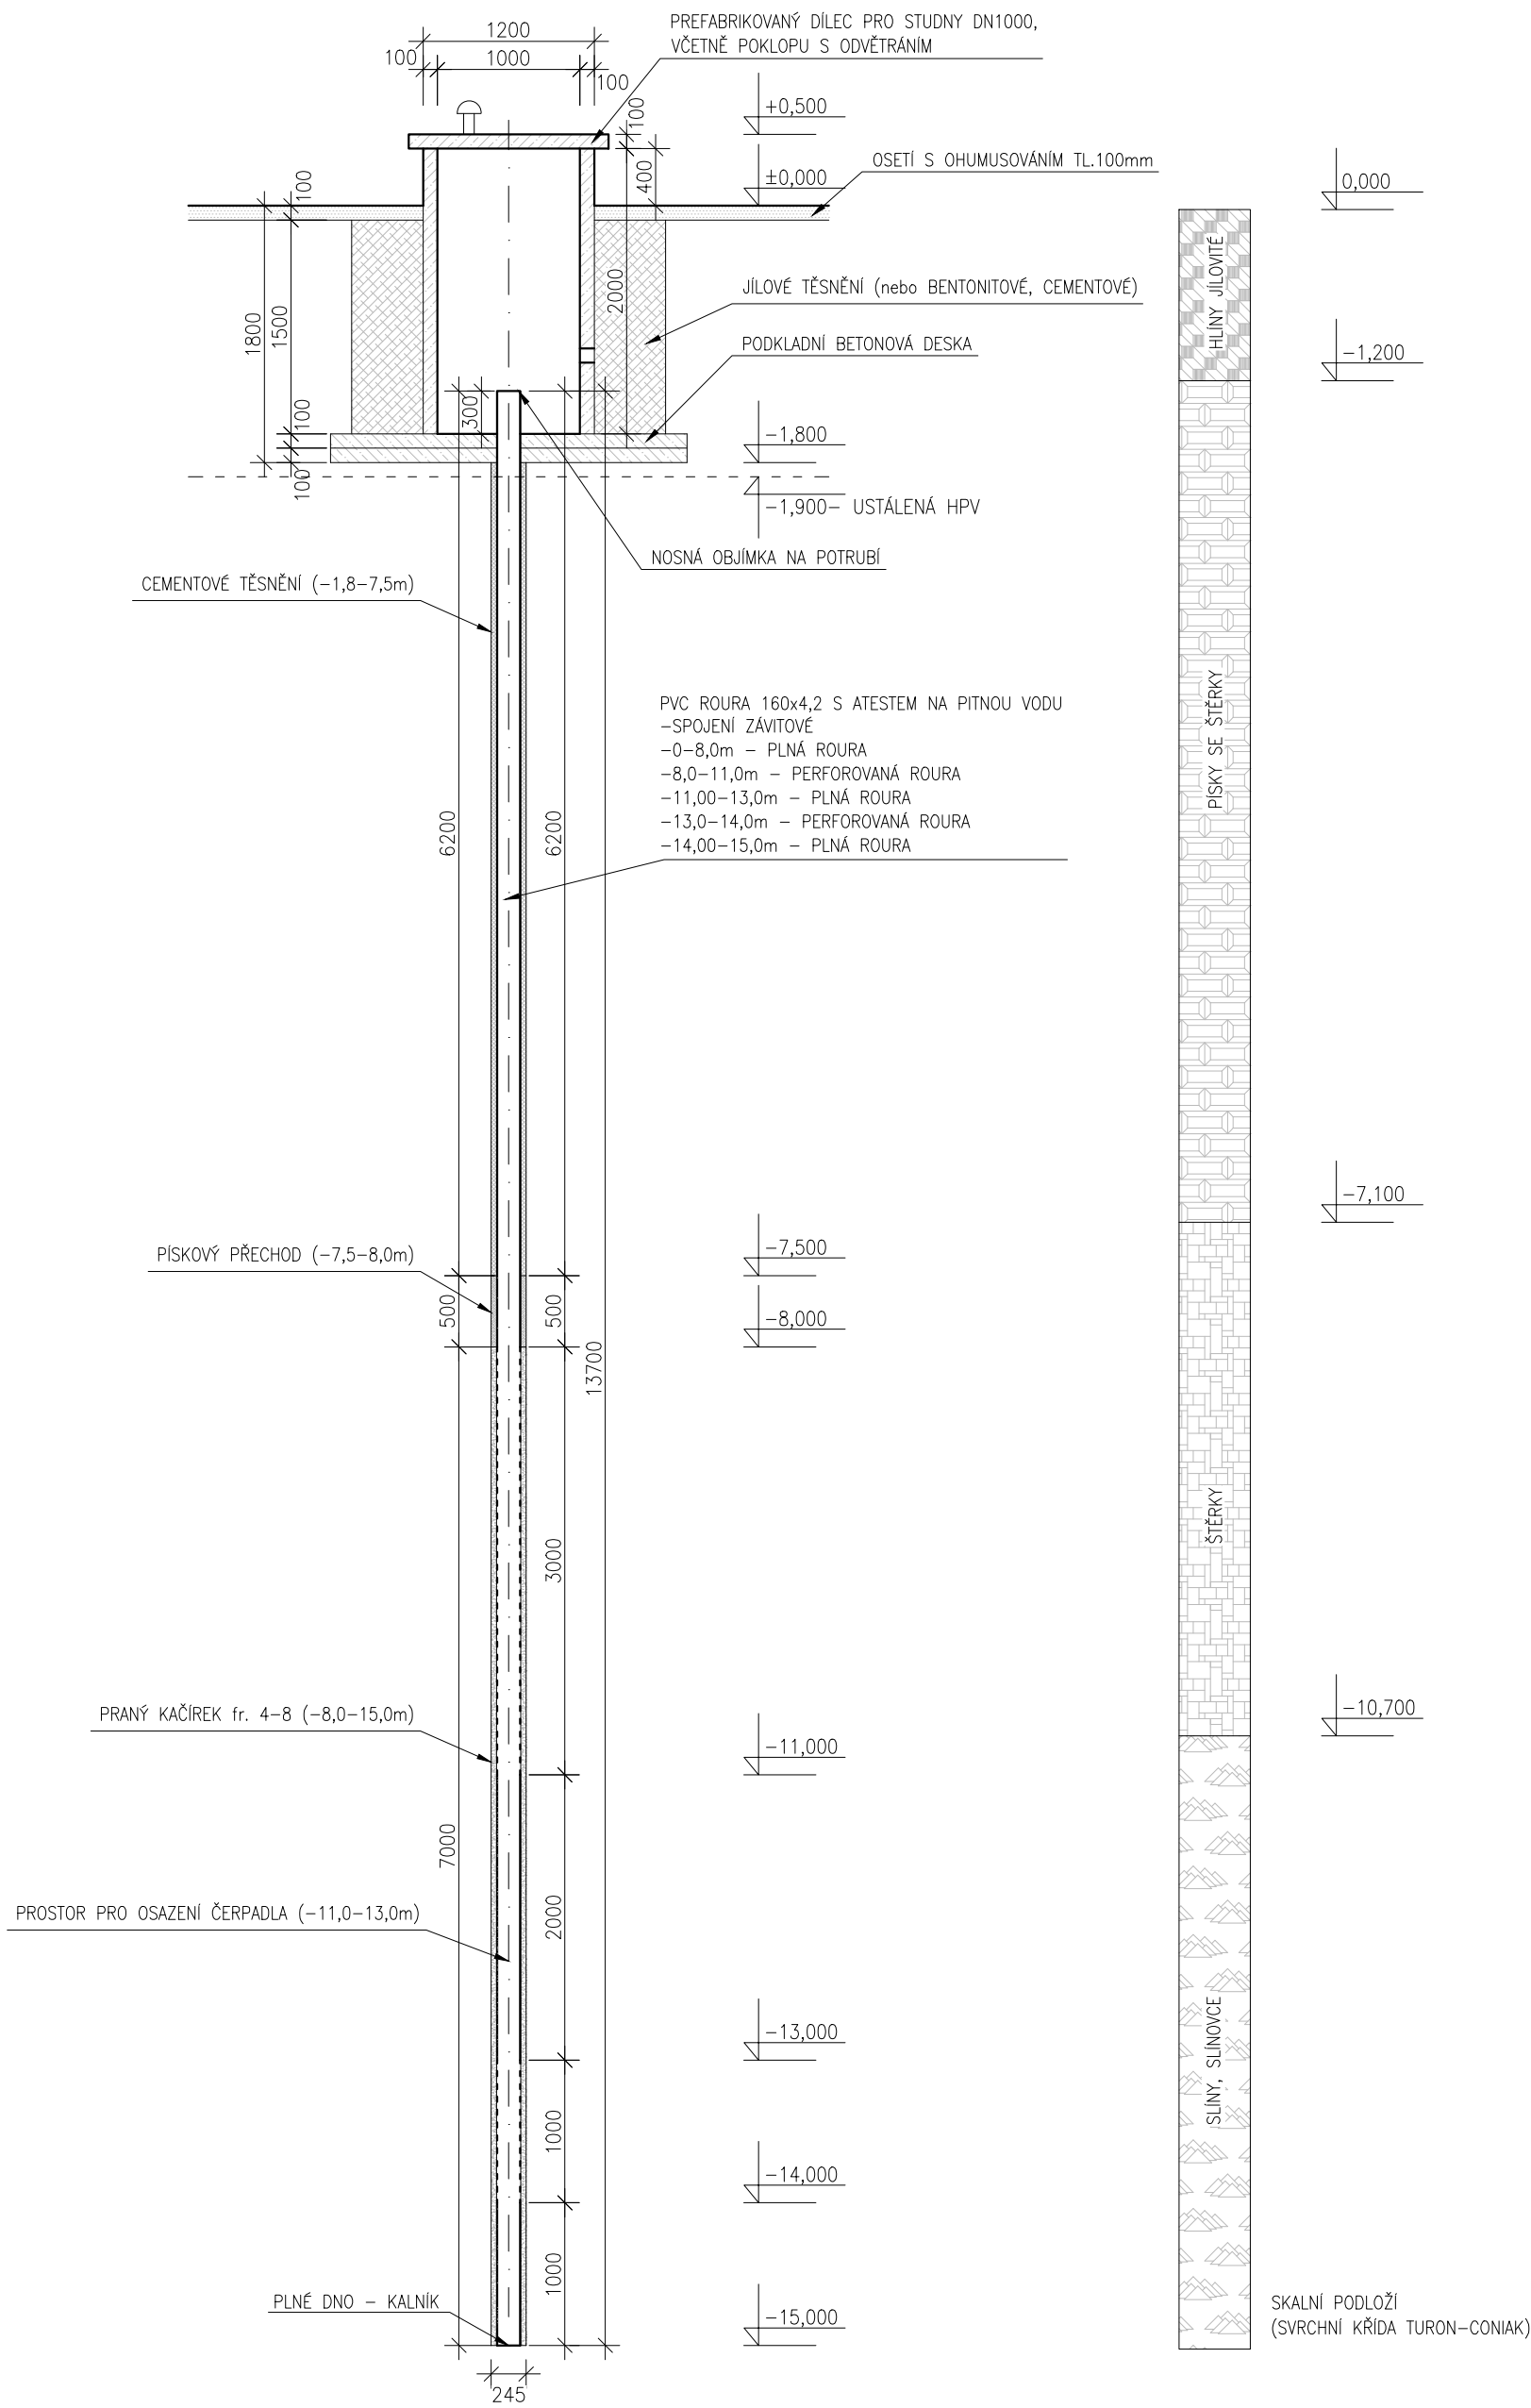 PREFABRIKOVANÝ DÍLEC PRO STUDNY DN1000,
VČETNĚ POKLOPU S ODVĚTRÁNÍM
1200
100
1000
100
100
+0,500
400
±0,000
OSETÍ S OHUMUSOVÁNÍM TL.100mm
0,000
100
1800
1500
2000
JÍLOVÉ TĚSNĚNÍ (nebo BENTONITOVÉ, CEMENTOVÉ)
PODKLADNÍ BETONOVÁ DESKA
HLÍNY JÍLOVITÉ
-1,200
300
100
100
-1,800
-1,900- USTÁLENÁ HPV
NOSNÁ OBJÍMKA NA POTRUBÍ
CEMENTOVÉ TĚSNĚNÍ (-1,8-7,5m)
PVC ROURA 160x4,2 S ATESTEM NA PITNOU VODU
-SPOJENÍ ZÁVITOVÉ
-0-8,0m - PLNÁ ROURA
-8,0-11,0m - PERFOROVANÁ ROURA
-11,00-13,0m - PLNÁ ROURA
-13,0-14,0m - PERFOROVANÁ ROURA
-14,00-15,0m - PLNÁ ROURA
PÍSKY SE ŠTĚRKY
6200
6200
-7,100
PÍSKOVÝ PŘECHOD (-7,5-8,0m)
-7,500
500
500
-8,000
13700
ŠTĚRKY
3000
PRANÝ KAČÍREK fr. 4-8 (-8,0-15,0m)
-10,700
-11,000
7000
PROSTOR PRO OSAZENÍ ČERPADLA (-11,0-13,0m)
2000
-13,000
SLÍNY, SLÍNOVCE
1000
-14,000
1000
PLNÉ DNO - KALNÍK
-15,000
SKALNÍ PODLOŽÍ
(SVRCHNÍ KŘÍDA TURON-CONIAK)
245